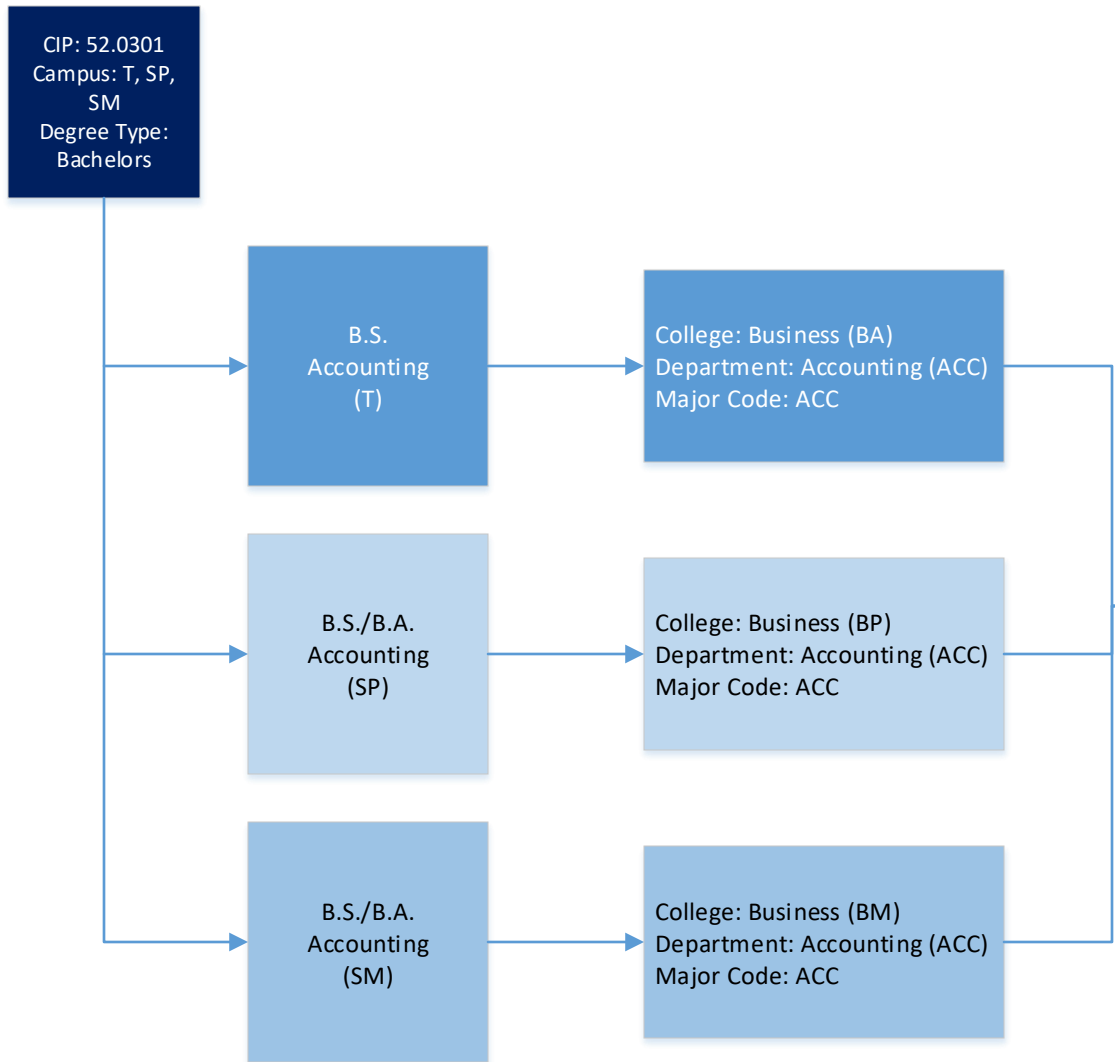 CIP: 52.0301
Campus: T, SP,
SM
Degree Type:
Bachelors
B.S.
Accounting
(T)
College: Business (BA)
Department: Accounting (ACC)
Major Code: ACC
B.S./B.A.
Accounting
(SP)
College: Business (BP)
Department: Accounting (ACC)
Major Code: ACC
B.S./B.A.
Accounting
(SM)
College: Business (BM)
Department: Accounting (ACC)
Major Code: ACC